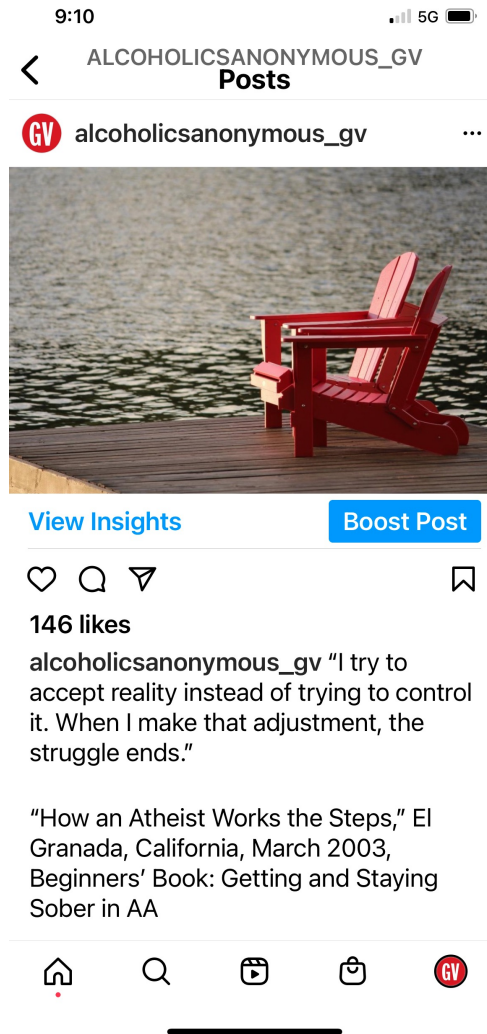 9:10
5G
ALCOHOLICSANONYMOUS_GV
Posts
GV
alcoholicsanonymous_gv
View Insights
Boost Post
146 likes
alcoholicsanonymous_gv “I try to
accept reality instead of trying to control
it. When I make that adjustment, the
struggle ends.”
“How an Atheist Works the Steps,” El
Granada, California, March 2003,
Beginners’ Book: Getting and Staying
Sober in AA
GV